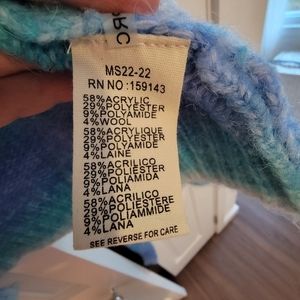 MS22-22
RN NO:159143
58%ACRYLIC
29%POLYESTER
9%POLYAMIDE
4%WOOL
58%ACRYLIQUE
29%POLYESTER
9%POLYAMIDE
4%LAINE
58%ACRILICO
29%POLIESTER
9%POLIAMIDA
4%LANA
58%ACRILICO
29%POLIESTERE
9%POLIAMMIDE
4%LANA
SEE REVERSE FOR CARE